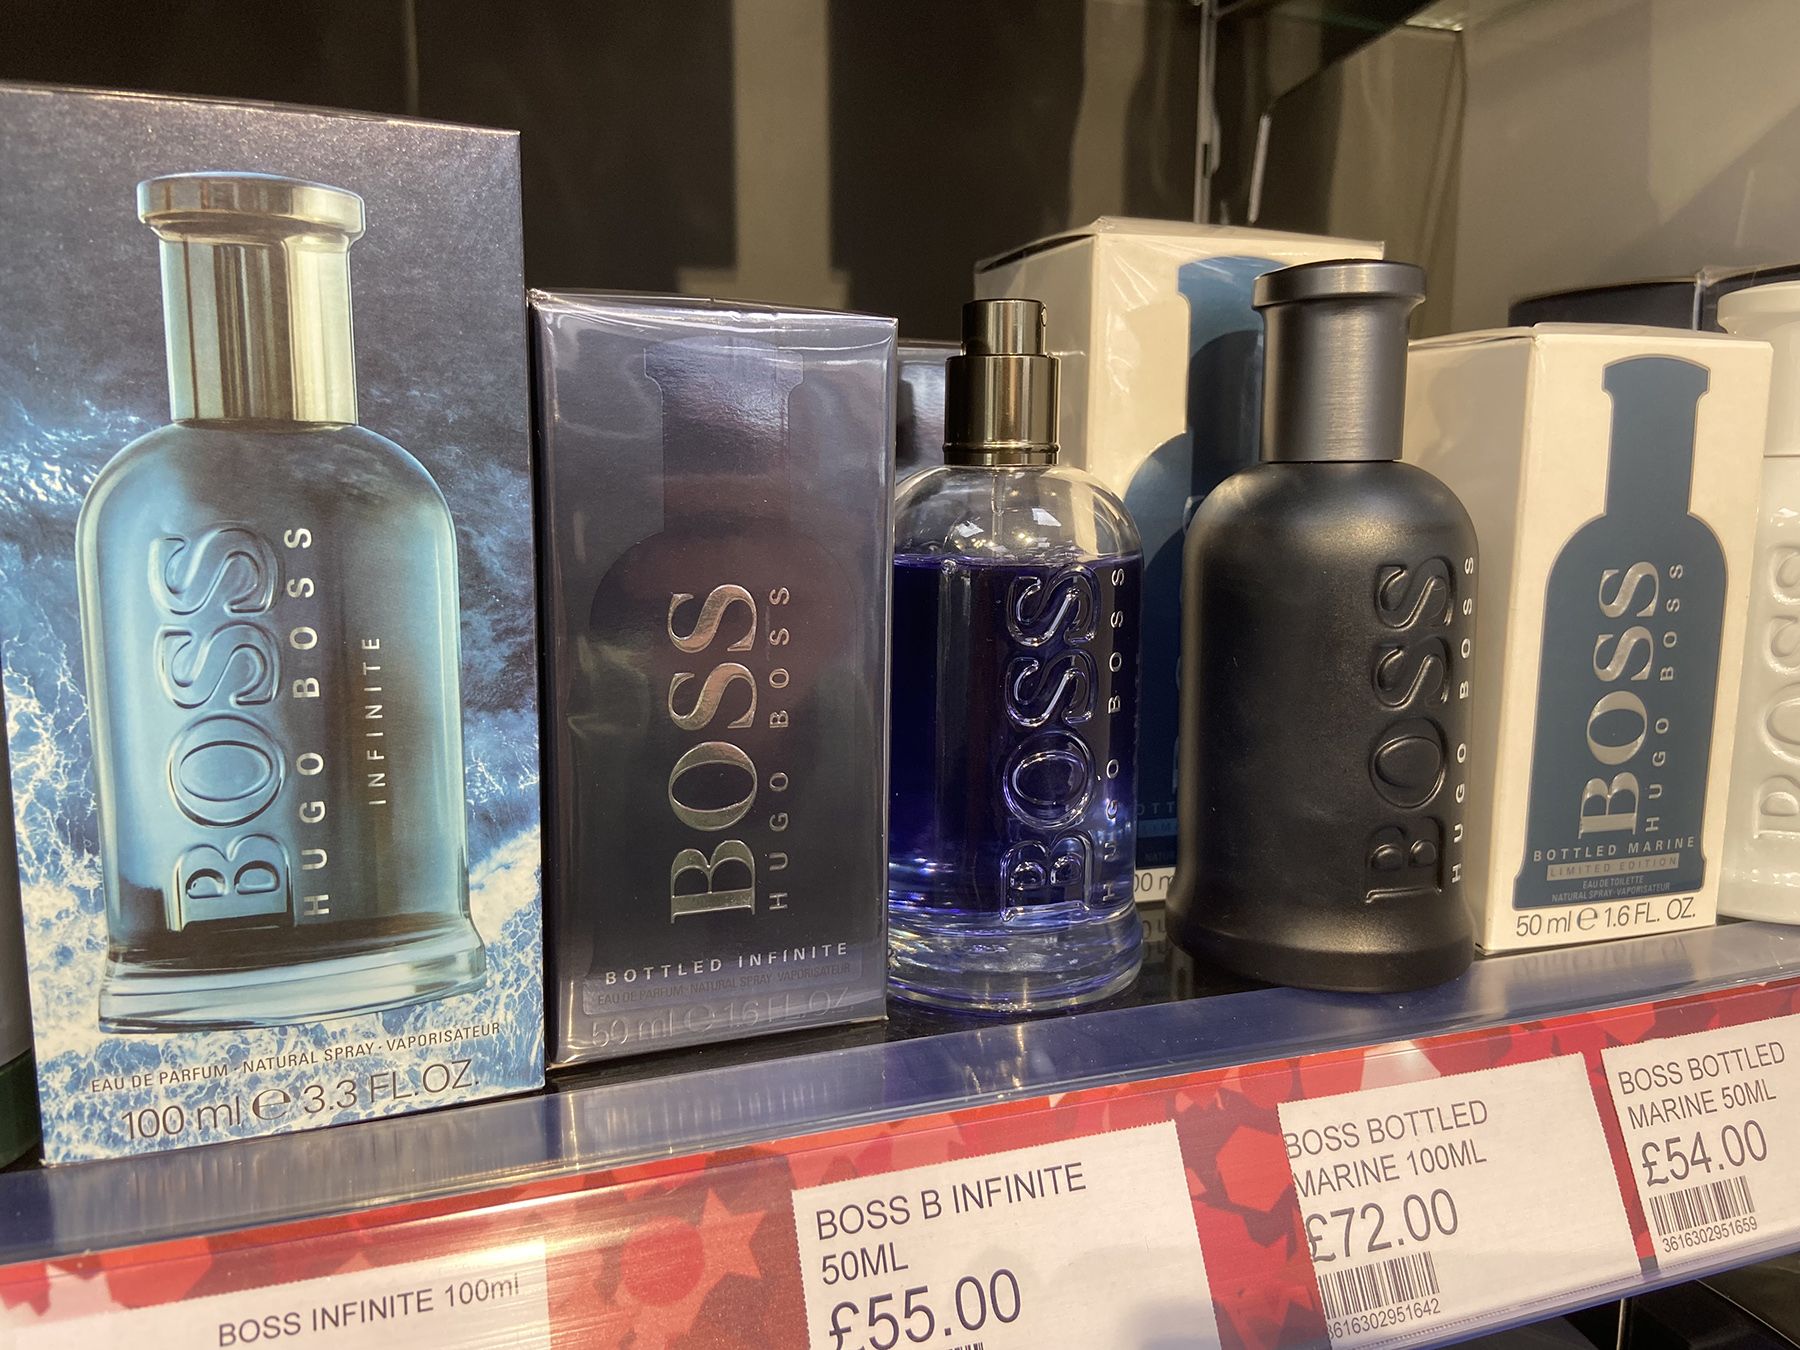 BOSS
HUGO BOSS
INFINITE
EAU DE PARFUM · NATURAL SPRAY · VAPORISATEUR
100 ml e 3.3 FL. OZ.
BOSS
HUGO BOSS
BOTTLED INFINITE
EAU DE PARFUM · NATURAL SPRAY · VAPORISATEUR
50 ml e 1.6 FL. OZ.
BOSS
HUGO BOSS
BOSS
HUGO BOSS
BOSS
HUGO BOSS
BOTTLED MARINE
LIMITED EDITION
EAU DE TOILETTE
NATURAL SPRAY · VAPORISATEUR
50 ml e 1.6 FL. OZ.
BOSS
BOSS INFINITE 100ml
BOSS B INFINITE
50ML
£55.00
BOSS BOTTLED
MARINE 100ML
£72.00
3616302951642
BOSS BOTTLED
MARINE 50ML
£54.00
3616302951659